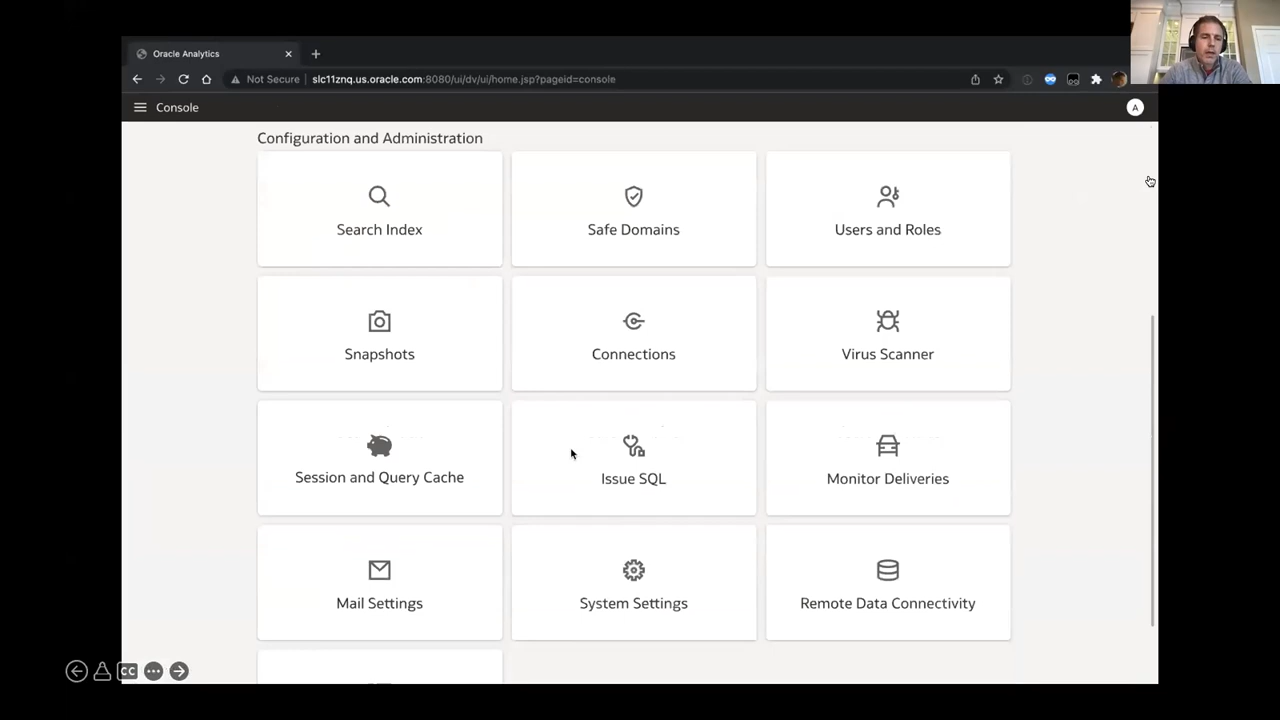 Oracle Analytics
Not Secure
slc11znq.us.oracle.com:8080/ui/dv/ui/home.jsp?pageid=console
Console
A
Configuration and Administration
Search Index
Safe Domains
Users and Roles
Snapshots
Connections
Virus Scanner
Session and Query Cache
Issue SQL
Monitor Deliveries
Mail Settings
System Settings
Remote Data Connectivity
CC